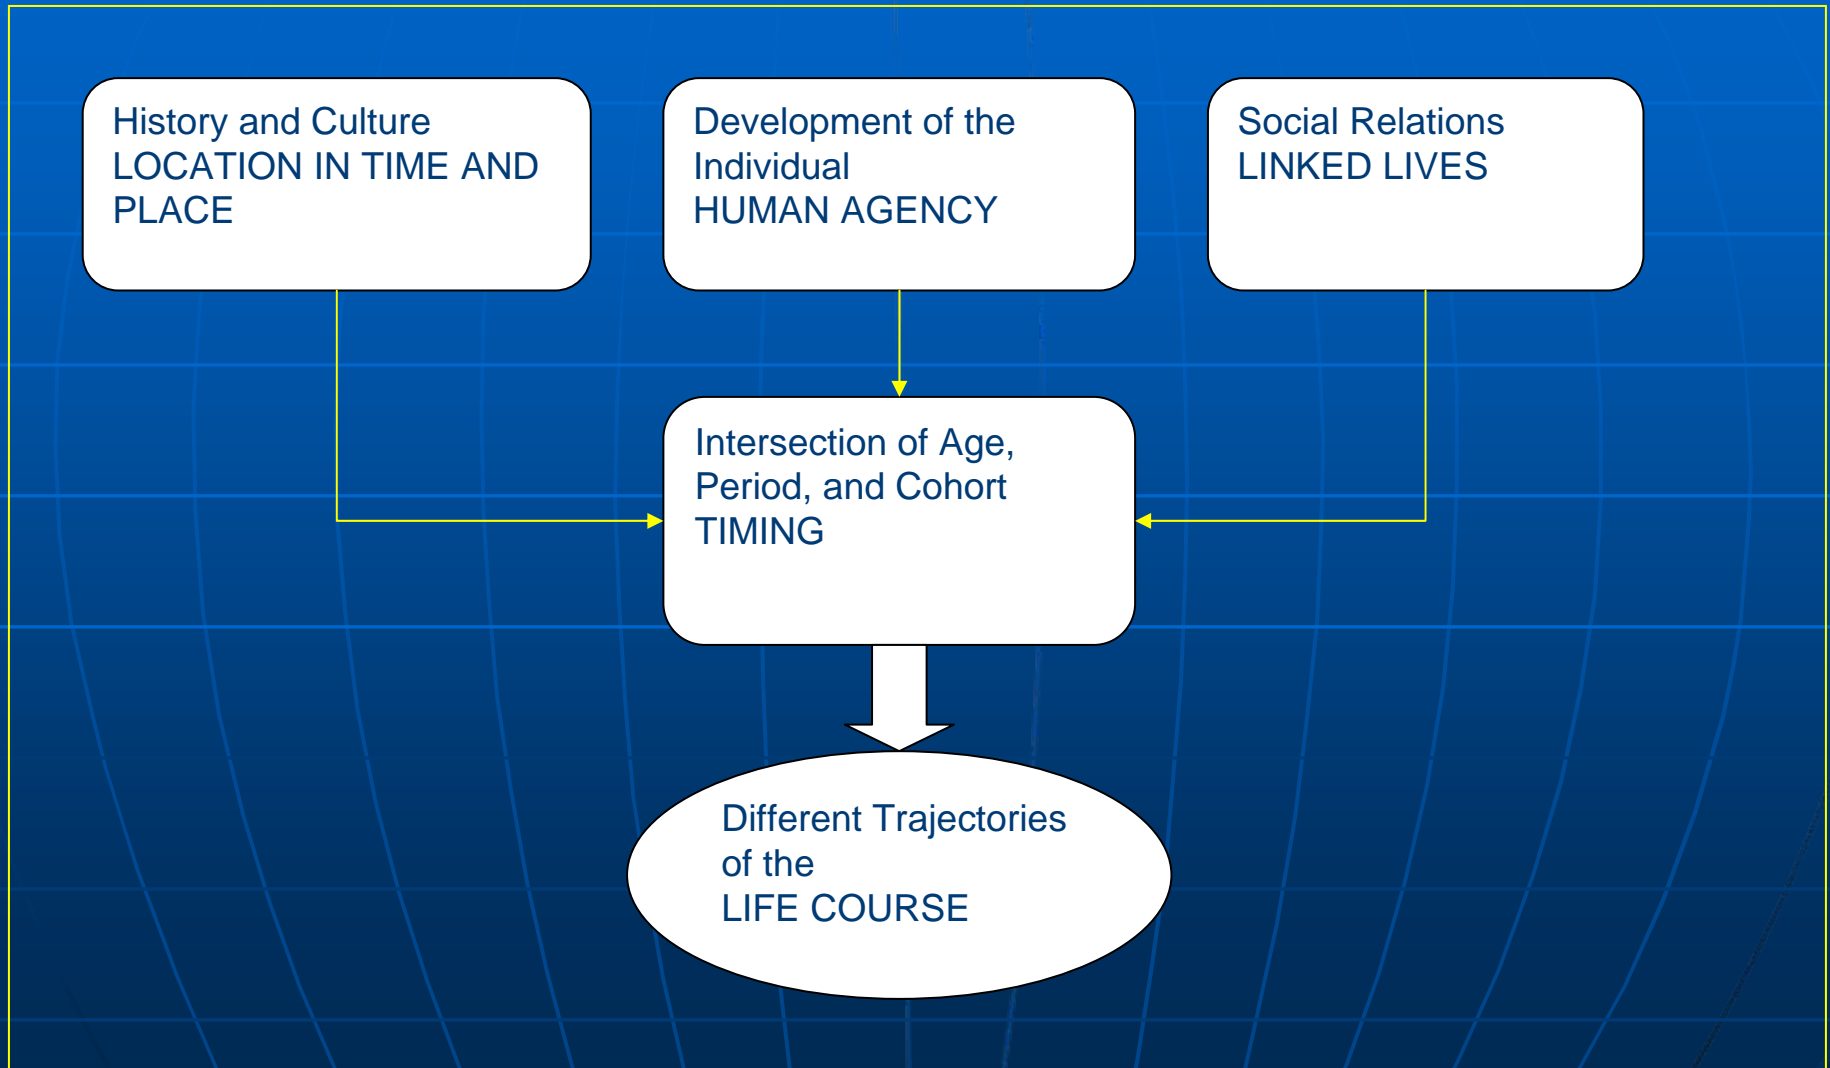 History and Culture
LOCATION IN TIME AND
PLACE
Development of the
Individual
HUMAN AGENCY
Social Relations
LINKED LIVES
Intersection of Age,
Period, and Cohort
TIMING
Different Trajectories
of the
LIFE COURSE